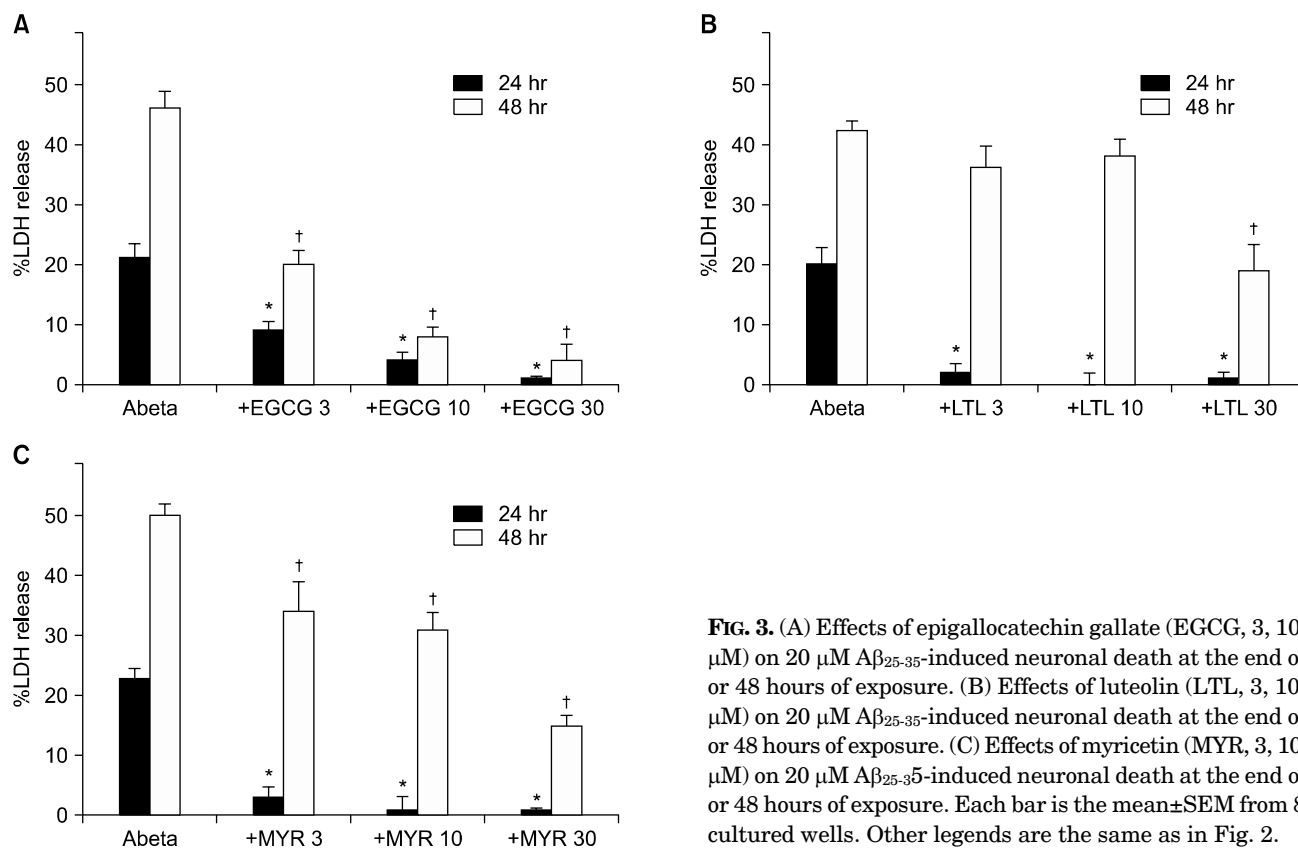 A
%LDH release
50
40
30
20
10
0
24 hr
48 hr
*
†
*
†
*
†
Abeta
+EGCG 3
+EGCG 10
+EGCG 30
B
%LDH release
50
40
30
20
10
0
24 hr
48 hr
*
*
*
†
Abeta
+LTL 3
+LTL 10
+LTL 30
C
%LDH release
50
40
30
20
10
0
24 hr
48 hr
*
†
*
†
*
†
Abeta
+MYR 3
+MYR 10
+MYR 30
FIG. 3. (A) Effects of epigallocatechin gallate (EGCG, 3, 10
μM) on 20 μM Aβ25-35-induced neuronal death at the end
or 48 hours of exposure. (B) Effects of luteolin (LTL, 3, 10
μM) on 20 μM Aβ25-35-induced neuronal death at the end
or 48 hours of exposure. (C) Effects of myricetin (MYR, 3, 10
μM) on 20 μM Aβ25-35-induced neuronal death at the end
or 48 hours of exposure. Each bar is the mean±SEM from
cultured wells. Other legends are the same as in Fig. 2.